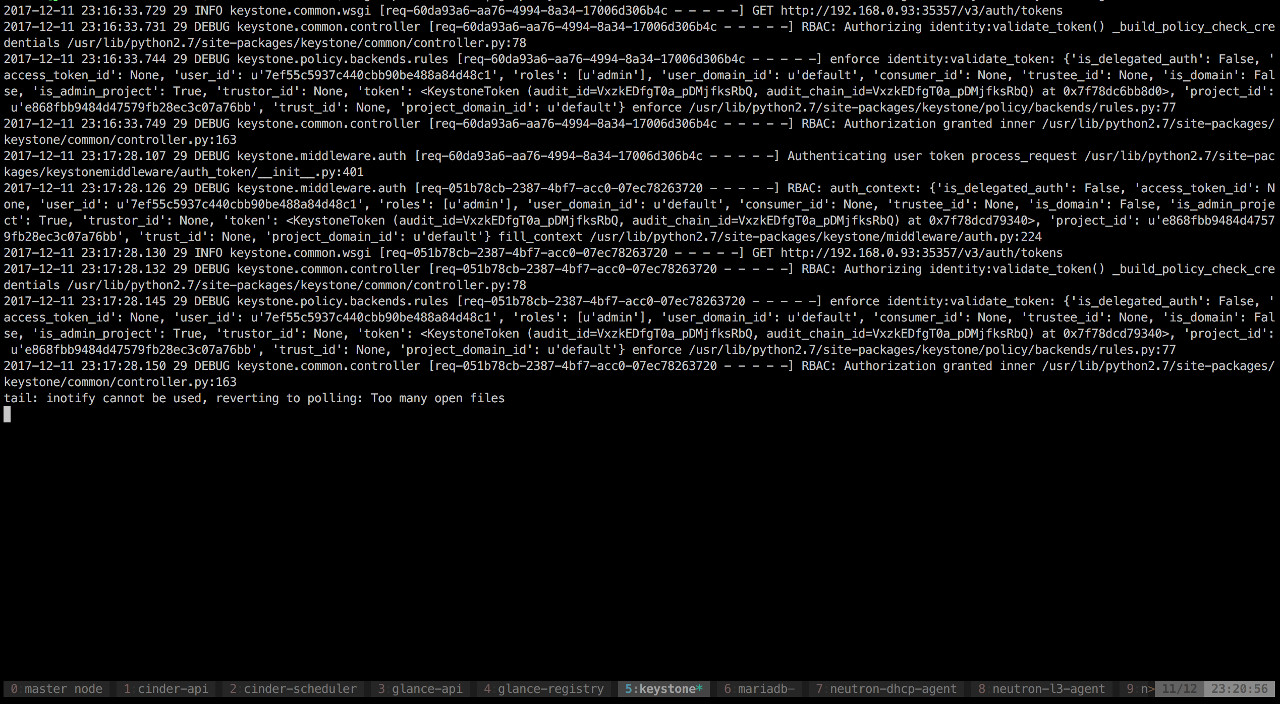 2017-12-11 23:16:33.729 29 INFO keystone.common.wsgi [req-60da93a6-aa76-4994-8a34-17006d306b4c - - - - -] GET http://192.168.0.93:35357/v3/auth/tokens
2017-12-11 23:16:33.731 29 DEBUG keystone.common.controller [req-60da93a6-aa76-4994-8a34-17006d306b4c - - - - -] RBAC: Authorizing identity:validate_token() _build_policy_check_cre
dentials /usr/lib/python2.7/site-packages/keystone/common/controller.py:78
2017-12-11 23:16:33.744 29 DEBUG keystone.policy.backends.rules [req-60da93a6-aa76-4994-8a34-17006d306b4c - - - - -] enforce identity:validate_token: {'is_delegated_auth': False, '
access_token_id': None, 'user_id': u'7ef55c5937c440cbb90be488a84d48c1', 'roles': [u'admin'], 'user_domain_id': u'default', 'consumer_id': None, 'trustee_id': None, 'is_domain': Fal
se, 'is_admin_project': True, 'trustor_id': None, 'token': <KeystoneToken (audit_id=VxzkEDfgT0a_pDMjfksRbQ, audit_chain_id=VxzkEDfgT0a_pDMjfksRbQ) at 0x7f78dc6bb8d0>, 'project_id':
u'e868fbb9484d47579fb28ec3c07a76bb', 'trust_id': None, 'project_domain_id': u'default'} enforce /usr/lib/python2.7/site-packages/keystone/policy/backends/rules.py:77
2017-12-11 23:16:33.749 29 DEBUG keystone.common.controller [req-60da93a6-aa76-4994-8a34-17006d306b4c - - - - -] RBAC: Authorization granted inner /usr/lib/python2.7/site-packages/
keystone/common/controller.py:163
2017-12-11 23:17:28.107 29 DEBUG keystone.middleware.auth [req-60da93a6-aa76-4994-8a34-17006d306b4c - - - - -] Authenticating user token process_request /usr/lib/python2.7/site-pac
kages/keystonemiddleware/auth_token/__init__.py:401
2017-12-11 23:17:28.126 29 DEBUG keystone.middleware.auth [req-051b78cb-2387-4bf7-acc0-07ec78263720 - - - - -] RBAC: auth_context: {'is_delegated_auth': False, 'access_token_id': N
one, 'user_id': u'7ef55c5937c440cbb90be488a84d48c1', 'roles': [u'admin'], 'user_domain_id': u'default', 'consumer_id': None, 'trustee_id': None, 'is_domain': False, 'is_admin_proje
ct': True, 'trustor_id': None, 'token': <KeystoneToken (audit_id=VxzkEDfgT0a_pDMjfksRbQ, audit_chain_id=VxzkEDfgT0a_pDMjfksRbQ) at 0x7f78dcd79340>, 'project_id': u'e868fbb9484d4757
9fb28ec3c07a76bb', 'trust_id': None, 'project_domain_id': u'default'} fill_context /usr/lib/python2.7/site-packages/keystone/middleware/auth.py:224
2017-12-11 23:17:28.130 29 INFO keystone.common.wsgi [req-051b78cb-2387-4bf7-acc0-07ec78263720 - - - - -] GET http://192.168.0.93:35357/v3/auth/tokens
2017-12-11 23:17:28.132 29 DEBUG keystone.common.controller [req-051b78cb-2387-4bf7-acc0-07ec78263720 - - - - -] RBAC: Authorizing identity:validate_token() _build_policy_check_cre
dentials /usr/lib/python2.7/site-packages/keystone/common/controller.py:78
2017-12-11 23:17:28.145 29 DEBUG keystone.policy.backends.rules [req-051b78cb-2387-4bf7-acc0-07ec78263720 - - - - -] enforce identity:validate_token: {'is_delegated_auth': False, '
access_token_id': None, 'user_id': u'7ef55c5937c440cbb90be488a84d48c1', 'roles': [u'admin'], 'user_domain_id': u'default', 'consumer_id': None, 'trustee_id': None, 'is_domain': Fal
se, 'is_admin_project': True, 'trustor_id': None, 'token': <KeystoneToken (audit_id=VxzkEDfgT0a_pDMjfksRbQ, audit_chain_id=VxzkEDfgT0a_pDMjfksRbQ) at 0x7f78dcd79340>, 'project_id':
u'e868fbb9484d47579fb28ec3c07a76bb', 'trust_id': None, 'project_domain_id': u'default'} enforce /usr/lib/python2.7/site-packages/keystone/policy/backends/rules.py:77
2017-12-11 23:17:28.150 29 DEBUG keystone.common.controller [req-051b78cb-2387-4bf7-acc0-07ec78263720 - - - - -] RBAC: Authorization granted inner /usr/lib/python2.7/site-packages/
keystone/common/controller.py:163
tail: inotify cannot be used, reverting to polling: Too many open files
0 master node 1 cinder-api 2 cinder-scheduler 3 glance-api 4 glance-registry 5:keystone* 6 mariadb- 7 neutron-dhcp-agent 8 neutron-l3-agent 9 n> 11/12 23:20:56